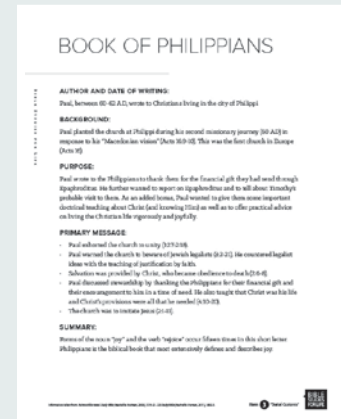 BOOK OF PHILIPPIANS
AUTHOR AND DATE OF WRITING:
Paul, between 60-62 A.D., wrote to Christians living in the city of Philippi
BACKGROUND:
Paul planted the church at Philippi during his second missionary journey (50 AD) in
response to his "Macedonian vision" (Acts 16:9-10). This was the first church in Europe
(Acts 16).
PURPOSE:
Paul wrote to the Philippians to thank them for the financial gift they had sent through
Epaphroditus. He further wanted to report on Epaphroditus and to tell about Timothy's
probable visit to them. As an added bonus, Paul wanted to give them some important
doctrinal teaching about Christ (and knowing Him) as well as to offer practical advice
on living the Christian life vigorously and joyfully.
PRIMARY MESSAGE:
- Paul exhorted the church to unity (1:27-2:18).
- Paul warned the church to beware of Jewish legalists (3:2-21). He countered legalist
ideas with the teaching of justification by faith.
- Salvation was provided by Christ, who became obedience to death (2:6-8).
- Paul discussed stewardship by thanking the Philippians for their financial gift and
their encouragement to him in a time of need. He also taught that Christ was his life
and Christ's provisions were all that he needed (4:10-20).
- The church was to imitate Jesus (2:1-11).
SUMMARY:
Forms of the noun "joy" and the verb "rejoice" occur fifteen times in this short letter.
Philippians is the biblical book that most extensively defines and describes joy.